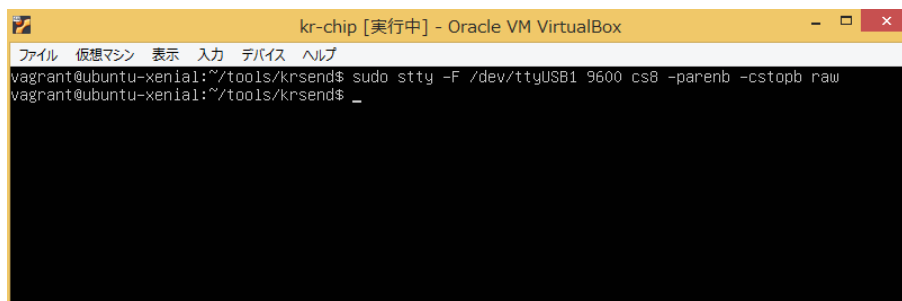 kr-chip [実行中] - Oracle VM VirtualBox
ファイル 仮想マシン 表示 入力 デバイス ヘルプ
vagrant@ubuntu-xenial:~/tools/krsend$ sudo stty -F /dev/ttyUSB1 9600 cs8 -parenb -cstopb raw
vagrant@ubuntu-xenial:~/tools/krsend$ _